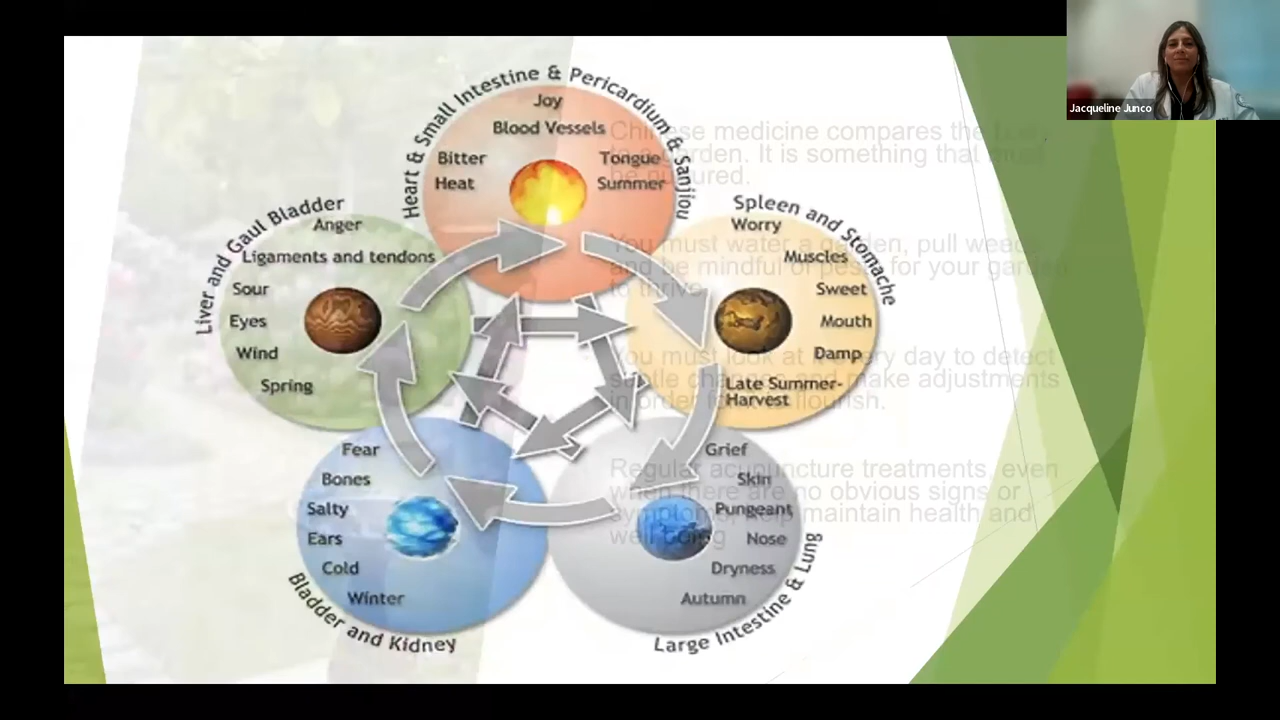 Jacqueline Junco
Heart & Small Intestine & Pericardium & Sanjiou
Joy
Blood Vessels
Bitter
Tongue
Heat
Summer
Liver and Gaul Bladder
Anger
Ligaments and tendons
Sour
Eyes
Wind
Spring
Spleen and Stomache
Worry
Muscles
Sweet
Mouth
Damp
Late Summer-
Harvest
Fear
Bones
Salty
Ears
Cold
Winter
Bladder and Kidney
Grief
Skin
Pungeant
Nose
Dryness
Autumn
Large Intestine & Lung
Chinese medicine compares the
to a garden. It is something that must
be nurtured.
You must water a garden, pull weeds
and be mindful of pests for your garden
to thrive.
You must look at it every day to detect
subtle changes and make adjustments
in order for it to flourish.
Regular acupuncture treatments, even
when there are no obvious signs or
symptoms, help maintain health and
well being